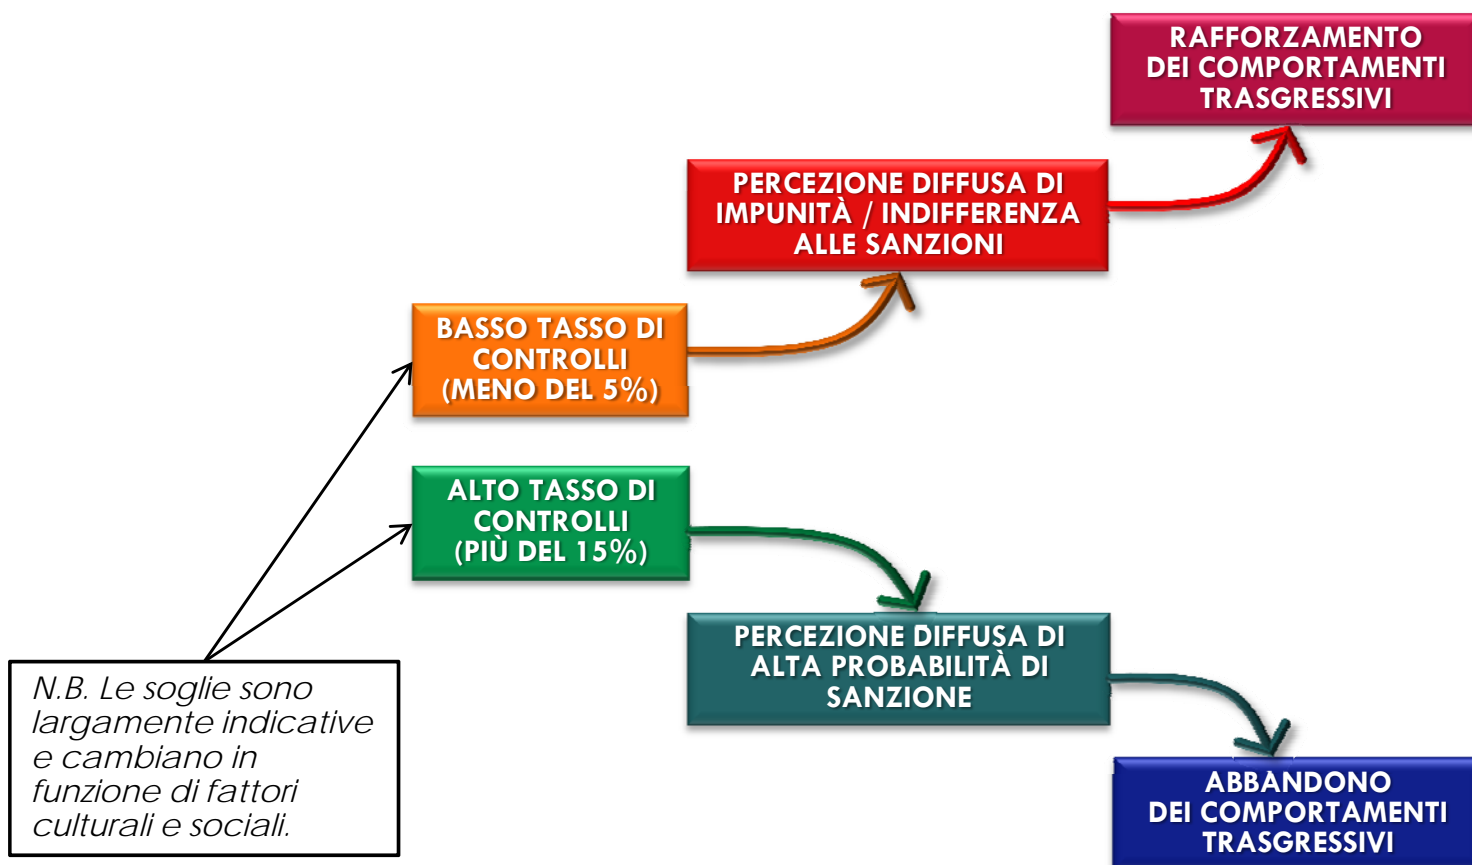 RAFFORZAMENTO
DEI COMPORTAMENTI
TRASGRESSIVI
PERCEZIONE DIFFUSA DI
IMPUNITÀ / INDIFFERENZA
ALLE SANZIONI
BASSO TASSO DI
CONTROLLI
(MENO DEL 5%)
ALTO TASSO DI
CONTROLLI
(PIÙ DEL 15%)
PERCEZIONE DIFFUSA DI
ALTA PROBABILITÀ DI
SANZIONE
N.B. Le soglie sono
largamente indicative
e cambiano in
funzione di fattori
culturali e sociali.
ABBANDONO
DEI COMPORTAMENTI
TRASGRESSIVI